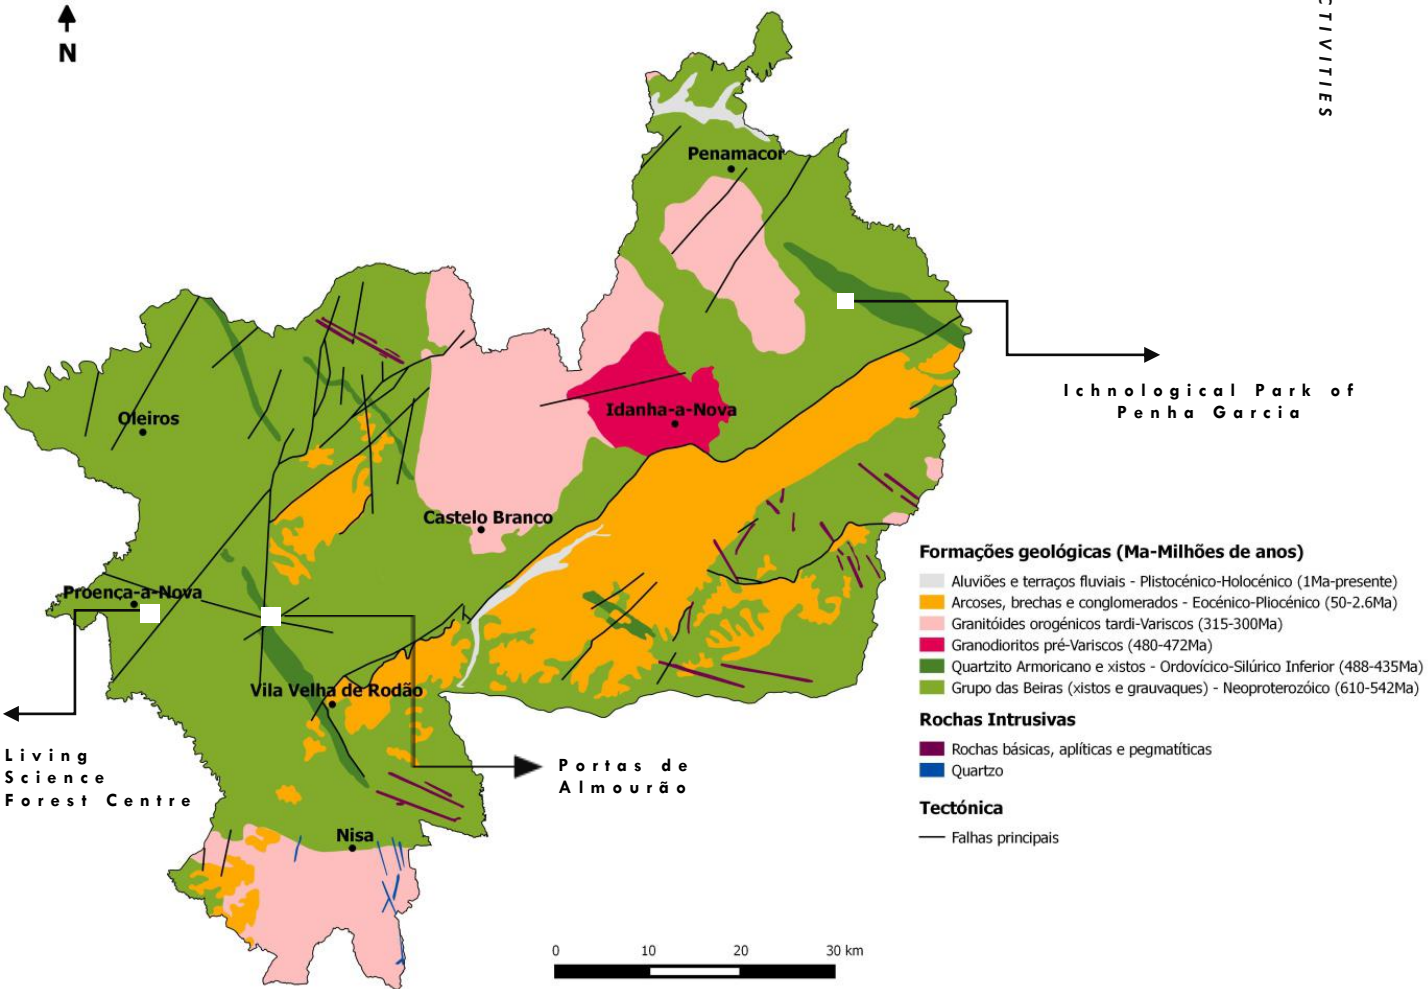 CTIVITIES
N
Penamacor
Ichnological Park of
Penha Garcia
Oleiros
Idanha-a-Nova
Castelo Branco
Proença-a-Nova
Vila Velha de Rodão
Living
Science
Forest Centre
Portas de
Almourão
Nisa
Formações geológicas (Ma-Milhões de anos)
Aluviões e terraços fluviais - Plistocénico-Holocénico (1Ma-presente)
Arcoses, brechas e conglomerados - Eocénico-Pliocénico (50-2.6Ma)
Granitóides orogénicos tardi-Variscos (315-300Ma)
Granodioritos pré-Variscos (480-472Ma)
Quartzito Armoricano e xistos - Ordovícico-Silúrico Inferior (488-435Ma)
Grupo das Beiras (xistos e grauvaques) - Neoproterozóico (610-542Ma)
Rochas Intrusivas
Rochas básicas, aplíticas e pegmatíticas
Quartzo
Tectónica
Falhas principais
0 10 20 30 km